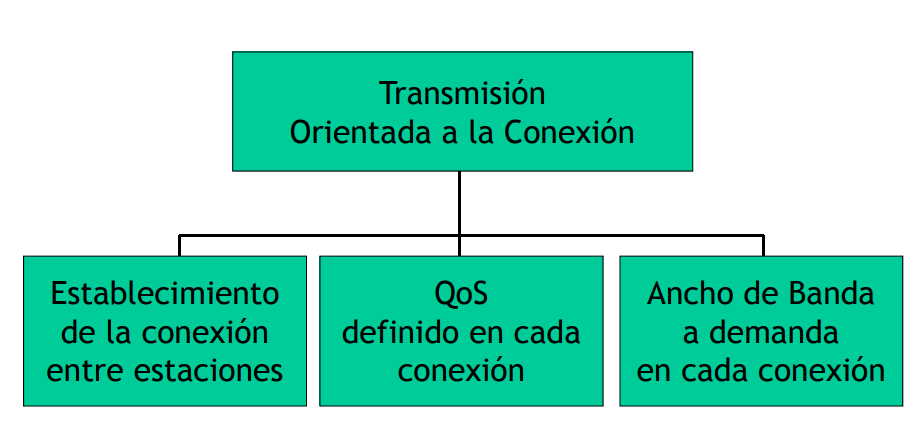 Transmisión
Orientada a la Conexión
Establecimiento
de la conexión
entre estaciones
QoS
definido en cada
conexión
Ancho de Banda
a demanda
en cada conexión